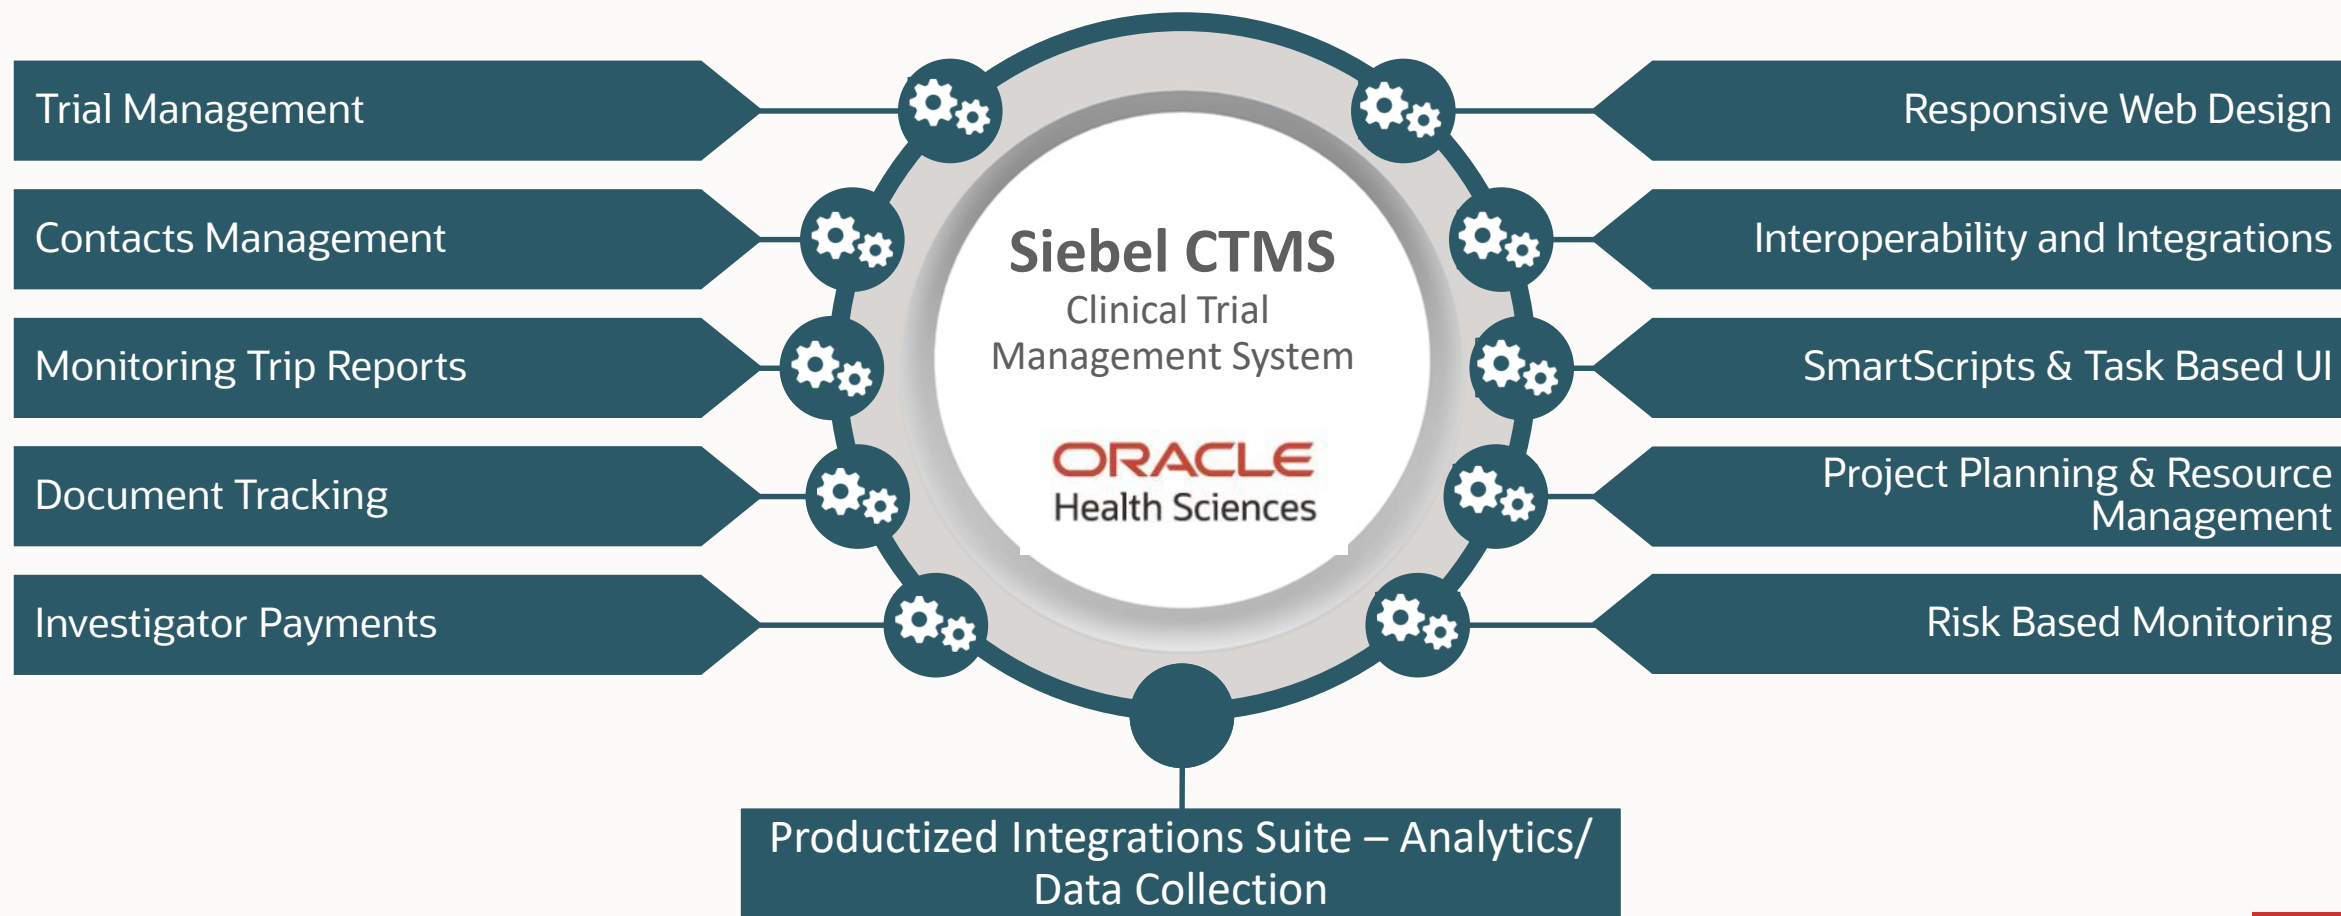 Trial Management
Contacts Management
Monitoring Trip Reports
Document Tracking
Investigator Payments
Siebel CTMS
Clinical Trial
Management System
ORACLE
Health Sciences
Responsive Web Design
Interoperability and Integrations
SmartScripts & Task Based UI
Project Planning & Resource
Management
Risk Based Monitoring
Productized Integrations Suite – Analytics/
Data Collection